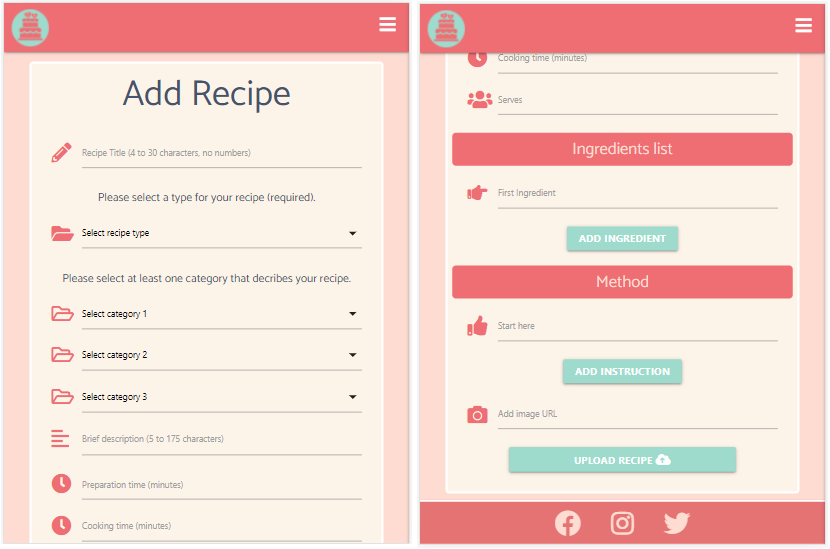 Add Recipe
Recipe Title (4 to 30 characters, no numbers)
Please select a type for your recipe (required).
Select recipe type
Please select at least one category that decribes your recipe.
Select category 1
Select category 2
Select category 3
Brief description (5 to 175 characters)
Preparation time (minutes)
Cooking time (minutes)
Cooking time (minutes)
Serves
Ingredients list
First Ingredient
ADD INGREDIENT
Method
Start here
ADD INSTRUCTION
Add image URL
UPLOAD RECIPE